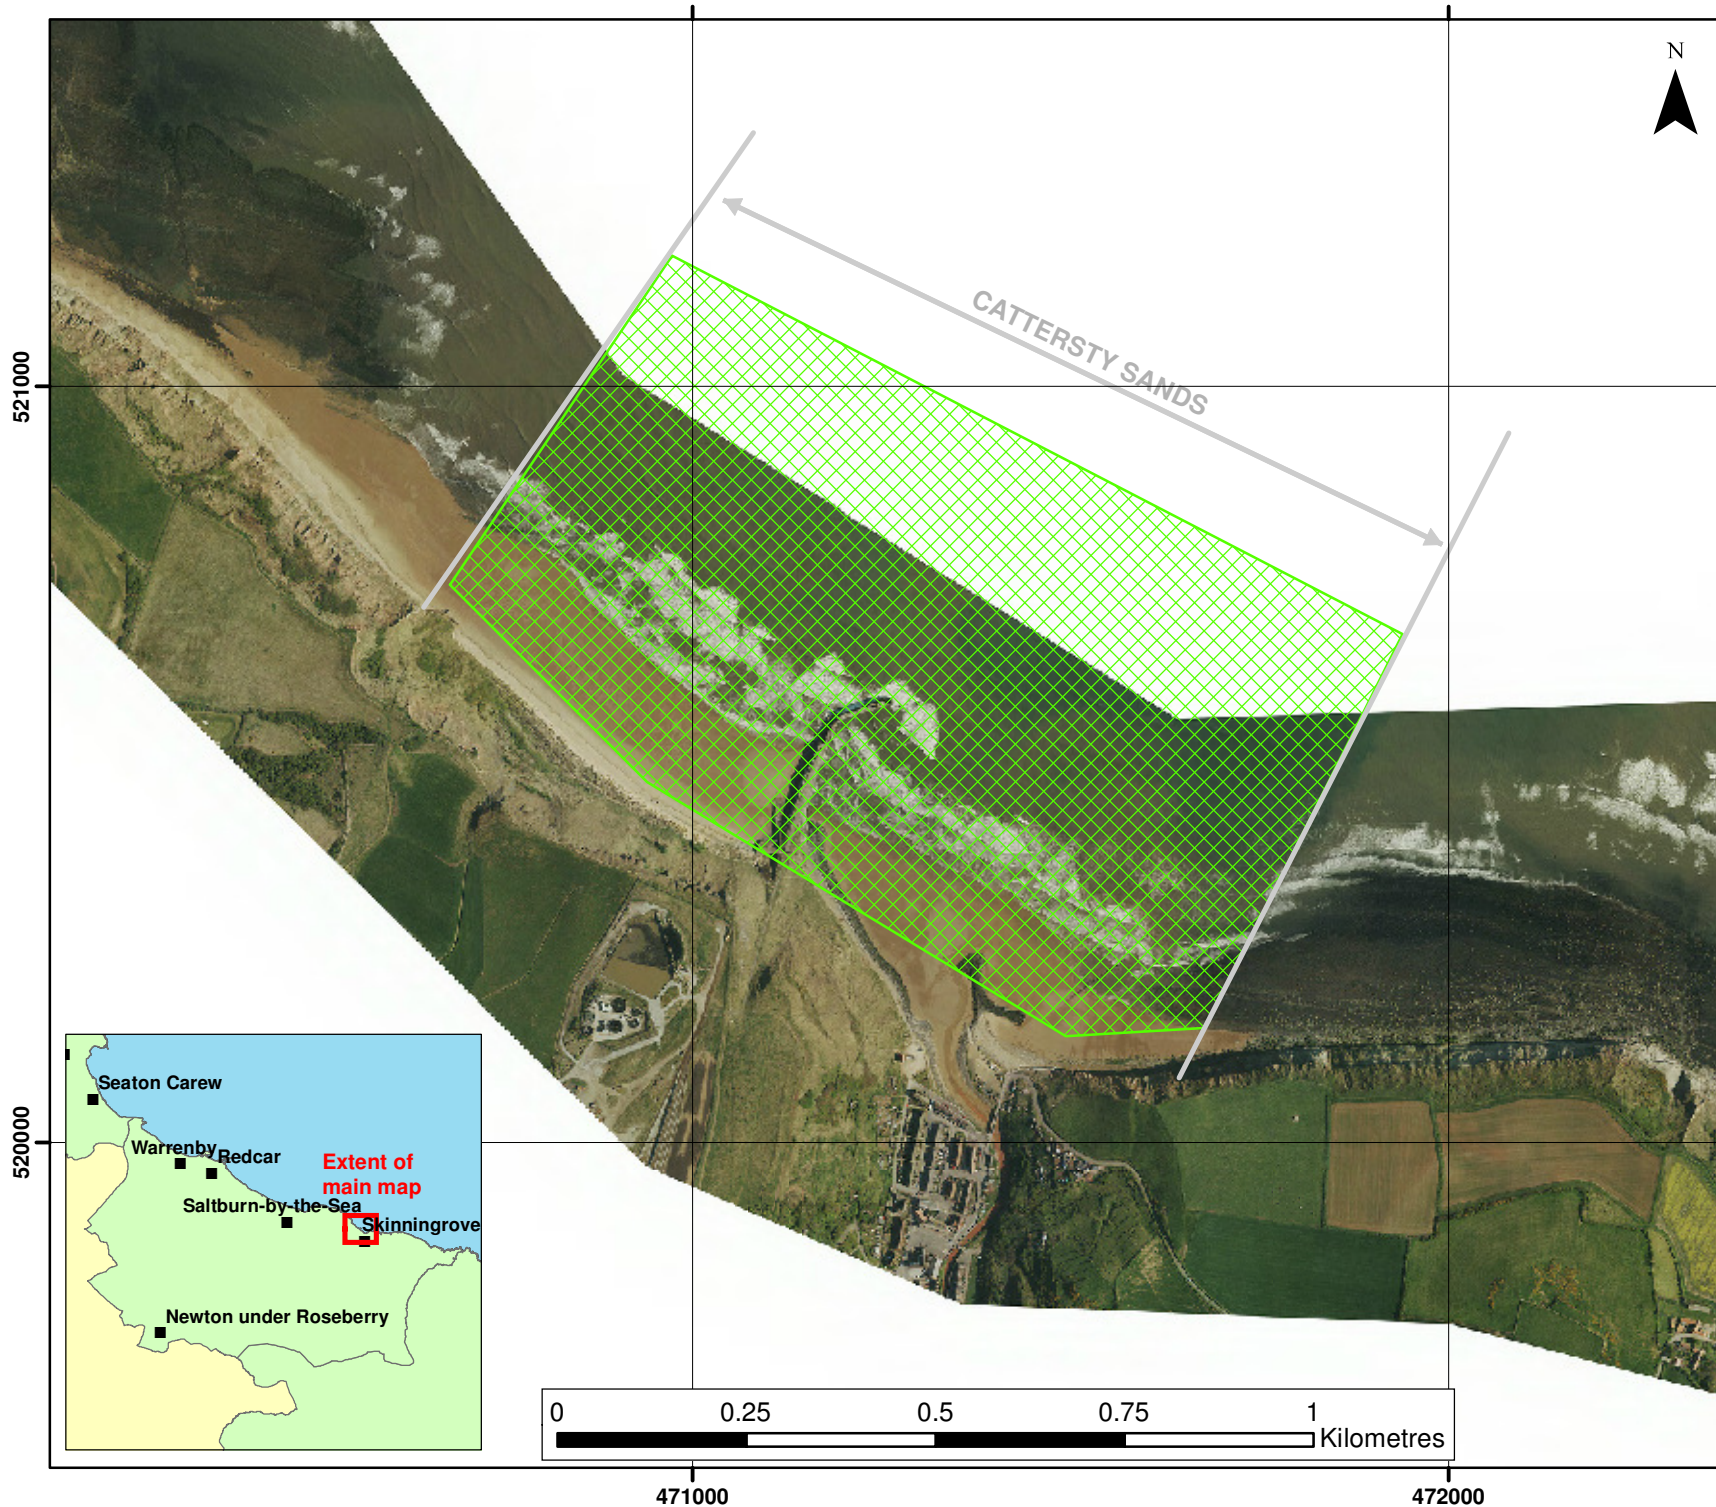 N
CATTERSTY SANDS
521000
520000
Seaton Carew
Warrenby
Redcar
Extent of
main map
Saltburn-by-the-Sea
Skinningrove
Newton under Roseberry
0 0.25 0.5 0.75 1
Kilometres
471000 472000